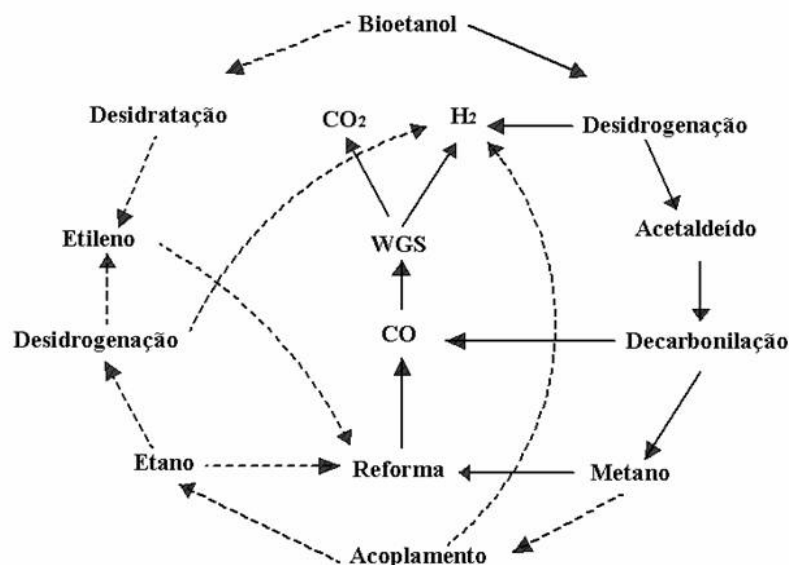 Bioetanol
Desidratação
CO2
H2
Desidrogenação
Etileno
WGS
Acetaldeído
Desidrogenação
CO
Decarbonilação
Etano
Reforma
Metano
Acoplamento